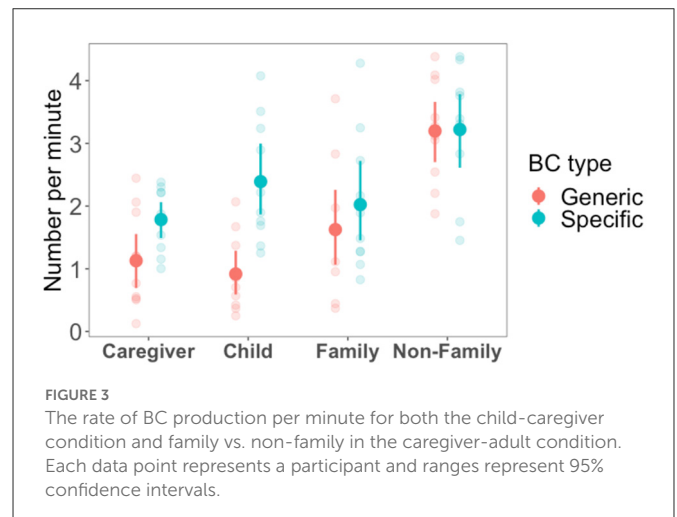 4
3
2
1
0
Number per minute
Caregiver Child Family Non-Family
BC type
Generic
Specific
FIGURE 3
The rate of BC production per minute for both the child-caregiver
condition and family vs. non-family in the caregiver-adult condition.
Each data point represents a participant and ranges represent 95%
confidence intervals.